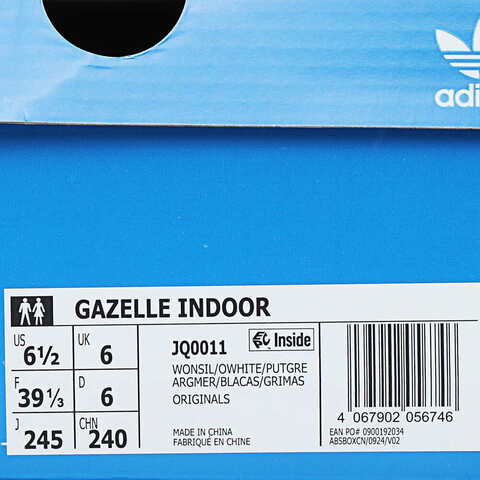 adi
GAZELLE INDOOR
US 6½ UK 6
F 39⅓ D 6
J 245 CHN 240
JQ0011 Inside
WONSIL/OWHITE/PUTGRE
ARGMER/BLACAS/GRIMAS
ORIGINALS
MADE IN CHINA
FABRIQUÉ EN CHINE
4 067902 056746
EAN PO# 0900192034
ABSBOXCN/0924/V02